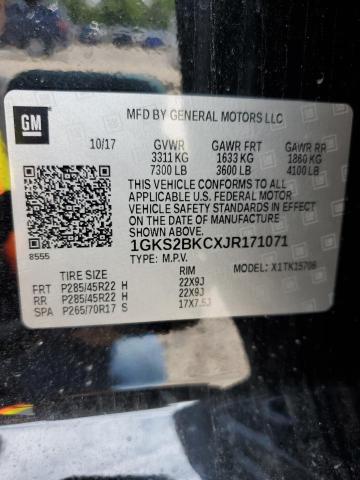 GM
MFD BY GENERAL MOTORS LLC
10/17 GVWR GAWR FRT GAWR RR
3311 KG 1633 KG 1860 KG
7300 LB 3600 LB 4100 LB
THIS VEHICLE CONFORMS TO ALL
APPLICABLE U.S. FEDERAL MOTOR
VEHICLE SAFETY STANDARDS IN EFFECT
ON THE DATE OF MANUFACTURE
SHOWN ABOVE.
1GKS2BKCXJR171071
8555 TYPE: M.P.V.
MODEL: X1TK15706
TIRE SIZE RIM
FRT P285/45R22 H 22X9J
RR P285/45R22 H 22X9J
SPA P265/70R17 S 17X7.5J